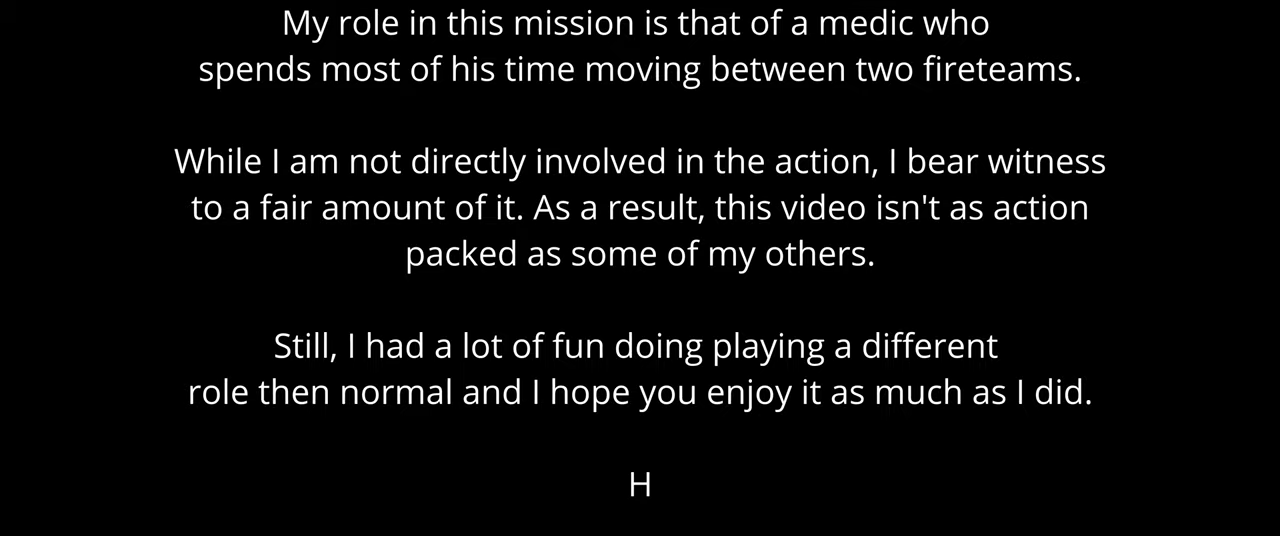 My role in this mission is that of a medic who
spends most of his time moving between two fireteams.
While I am not directly involved in the action, I bear witness
to a fair amount of it. As a result, this video isn't as action
packed as some of my others.
Still, I had a lot of fun doing playing a different
role then normal and I hope you enjoy it as much as I did.
H